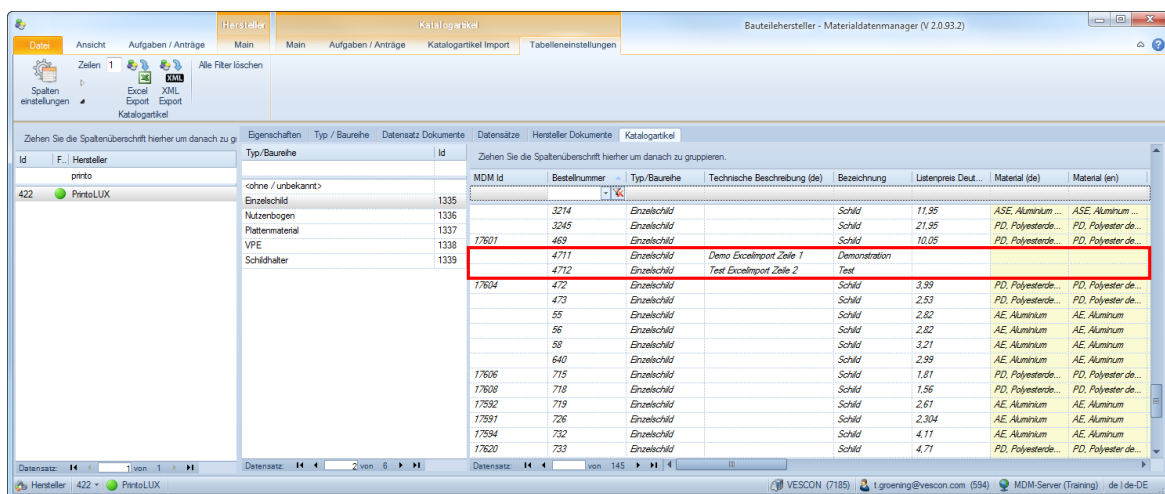 Hersteller Katalogartikel Bauteilehersteller - Materialdatenmanager (V 2.0.93.2)
Datei Ansicht Aufgaben / Anträge Main Main Aufgaben / Anträge Katalogartikel Import Tabelleneinstellungen
Zeilen 1 Alle Filter löschen
XML
Spalten einstellungen Excel Export XML Export
Katalogartikel
Ziehen Sie die Spaltenüberschrift hierher um danach zu gr Eigenschaften Typ / Baureihe Datensatz Dokumente Datensätze Hersteller Dokumente Katalogartikel
Id F... Hersteller Typ/Baureihe Id Ziehen Sie die Spaltenüberschrift hierher um danach zu gruppieren.
printo MDM Id Bestellnummer Typ/Baureihe Technische Beschreibung (de) Bezeichnung Listenpreis Deut... Material (de) Material (en)
422 PrintoLUX <ohne / unbekannt>
Einzelschild 1335
Nutzenbogen 1336
Plattenmaterial 1337
VPE 1338
Schildhalter 1339
3214 Einzelschild Schild 11,95 ASE, Aluminium ... ASE, Aluminum ...
3245 Einzelschild Schild 21,95 PD, Polyesterde... PD, Polyester de...
17601 469 Einzelschild Schild 10,05 PD, Polyesterde... PD, Polyester de...
4711 Einzelschild Demo Excelimport Zeile 1 Demonstration
4712 Einzelschild Test Excelimport Zeile 2 Test
17604 472 Einzelschild Schild 3,99 PD, Polyesterde... PD, Polyester de...
473 Einzelschild Schild 2,53 PD, Polyesterde... PD, Polyester de...
55 Einzelschild Schild 2,82 AE, Aluminium AE, Aluminum
56 Einzelschild Schild 2,82 AE, Aluminium AE, Aluminum
58 Einzelschild Schild 3,21 AE, Aluminium AE, Aluminum
640 Einzelschild Schild 2,99 AE, Aluminium AE, Aluminum
17606 715 Einzelschild Schild 1,81 PD, Polyesterde... PD, Polyester de...
17608 718 Einzelschild Schild 1,56 PD, Polyesterde... PD, Polyester de...
17592 719 Einzelschild Schild 2,61 AE, Aluminium AE, Aluminum
17591 726 Einzelschild Schild 2,304 AE, Aluminium AE, Aluminum
17594 732 Einzelschild Schild 4,11 AE, Aluminium AE, Aluminum
17620 733 Einzelschild Schild 4,71 PD, Polyesterde... PD, Polyester de...
Datensatz: 1 von 1 Datensatz: 2 von 6 Datensatz: von 145
Hersteller 422 PrintoLUX VESCON (7185) t.groening@vescon.com (594) MDM-Server (Training) de | de-DE